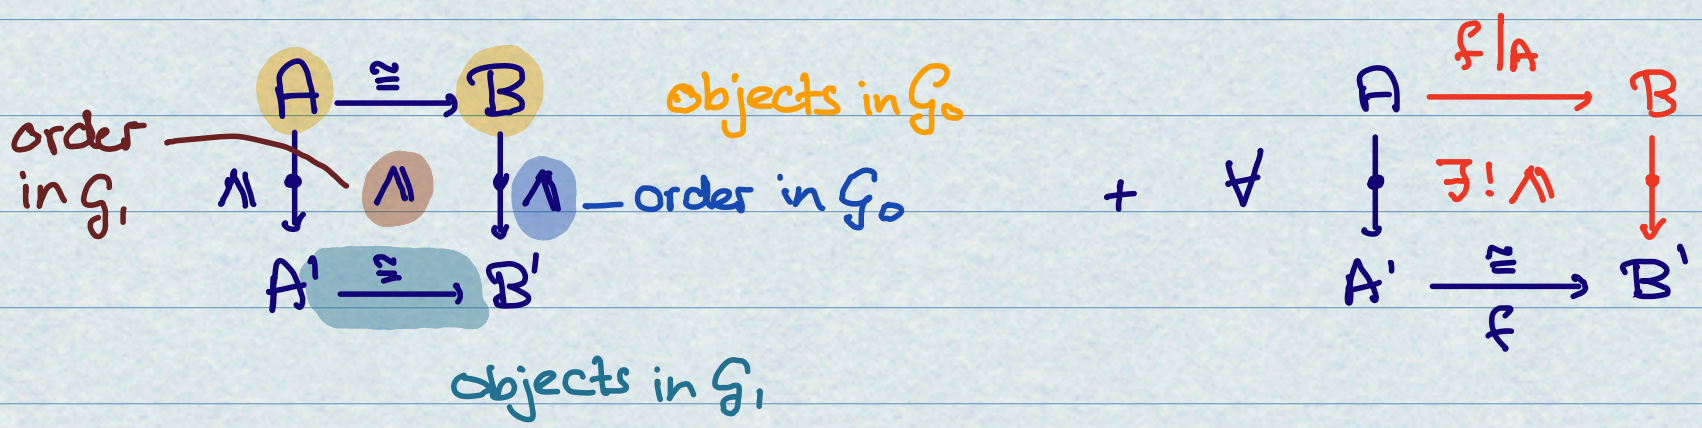 A ≅ B objects in G₀ f|A
A B
order in G₁ ⩕ ⩕ ⩕ order in G₀ + ∀ ∃! ⩕
A' ≅ B' A' ≅ B'
f
objects in G₁